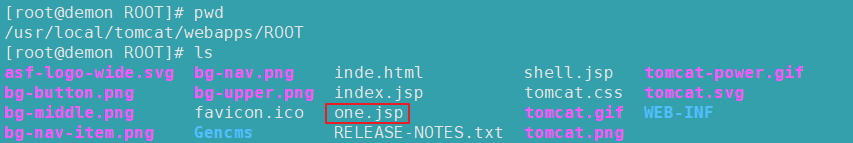 [root@demon ROOT]# pwd
/usr/local/tomcat/webapps/ROOT
[root@demon ROOT]# ls
asf-logo-wide.svg bg-nav.png inde.html shell.jsp tomcat-power.gif
bg-button.png bg-upper.png index.jsp tomcat.css tomcat.svg
bg-middle.png favicon.ico one.jsp tomcat.gif WEB-INF
bg-nav-item.png Gencms RELEASE-NOTES.txt tomcat.png